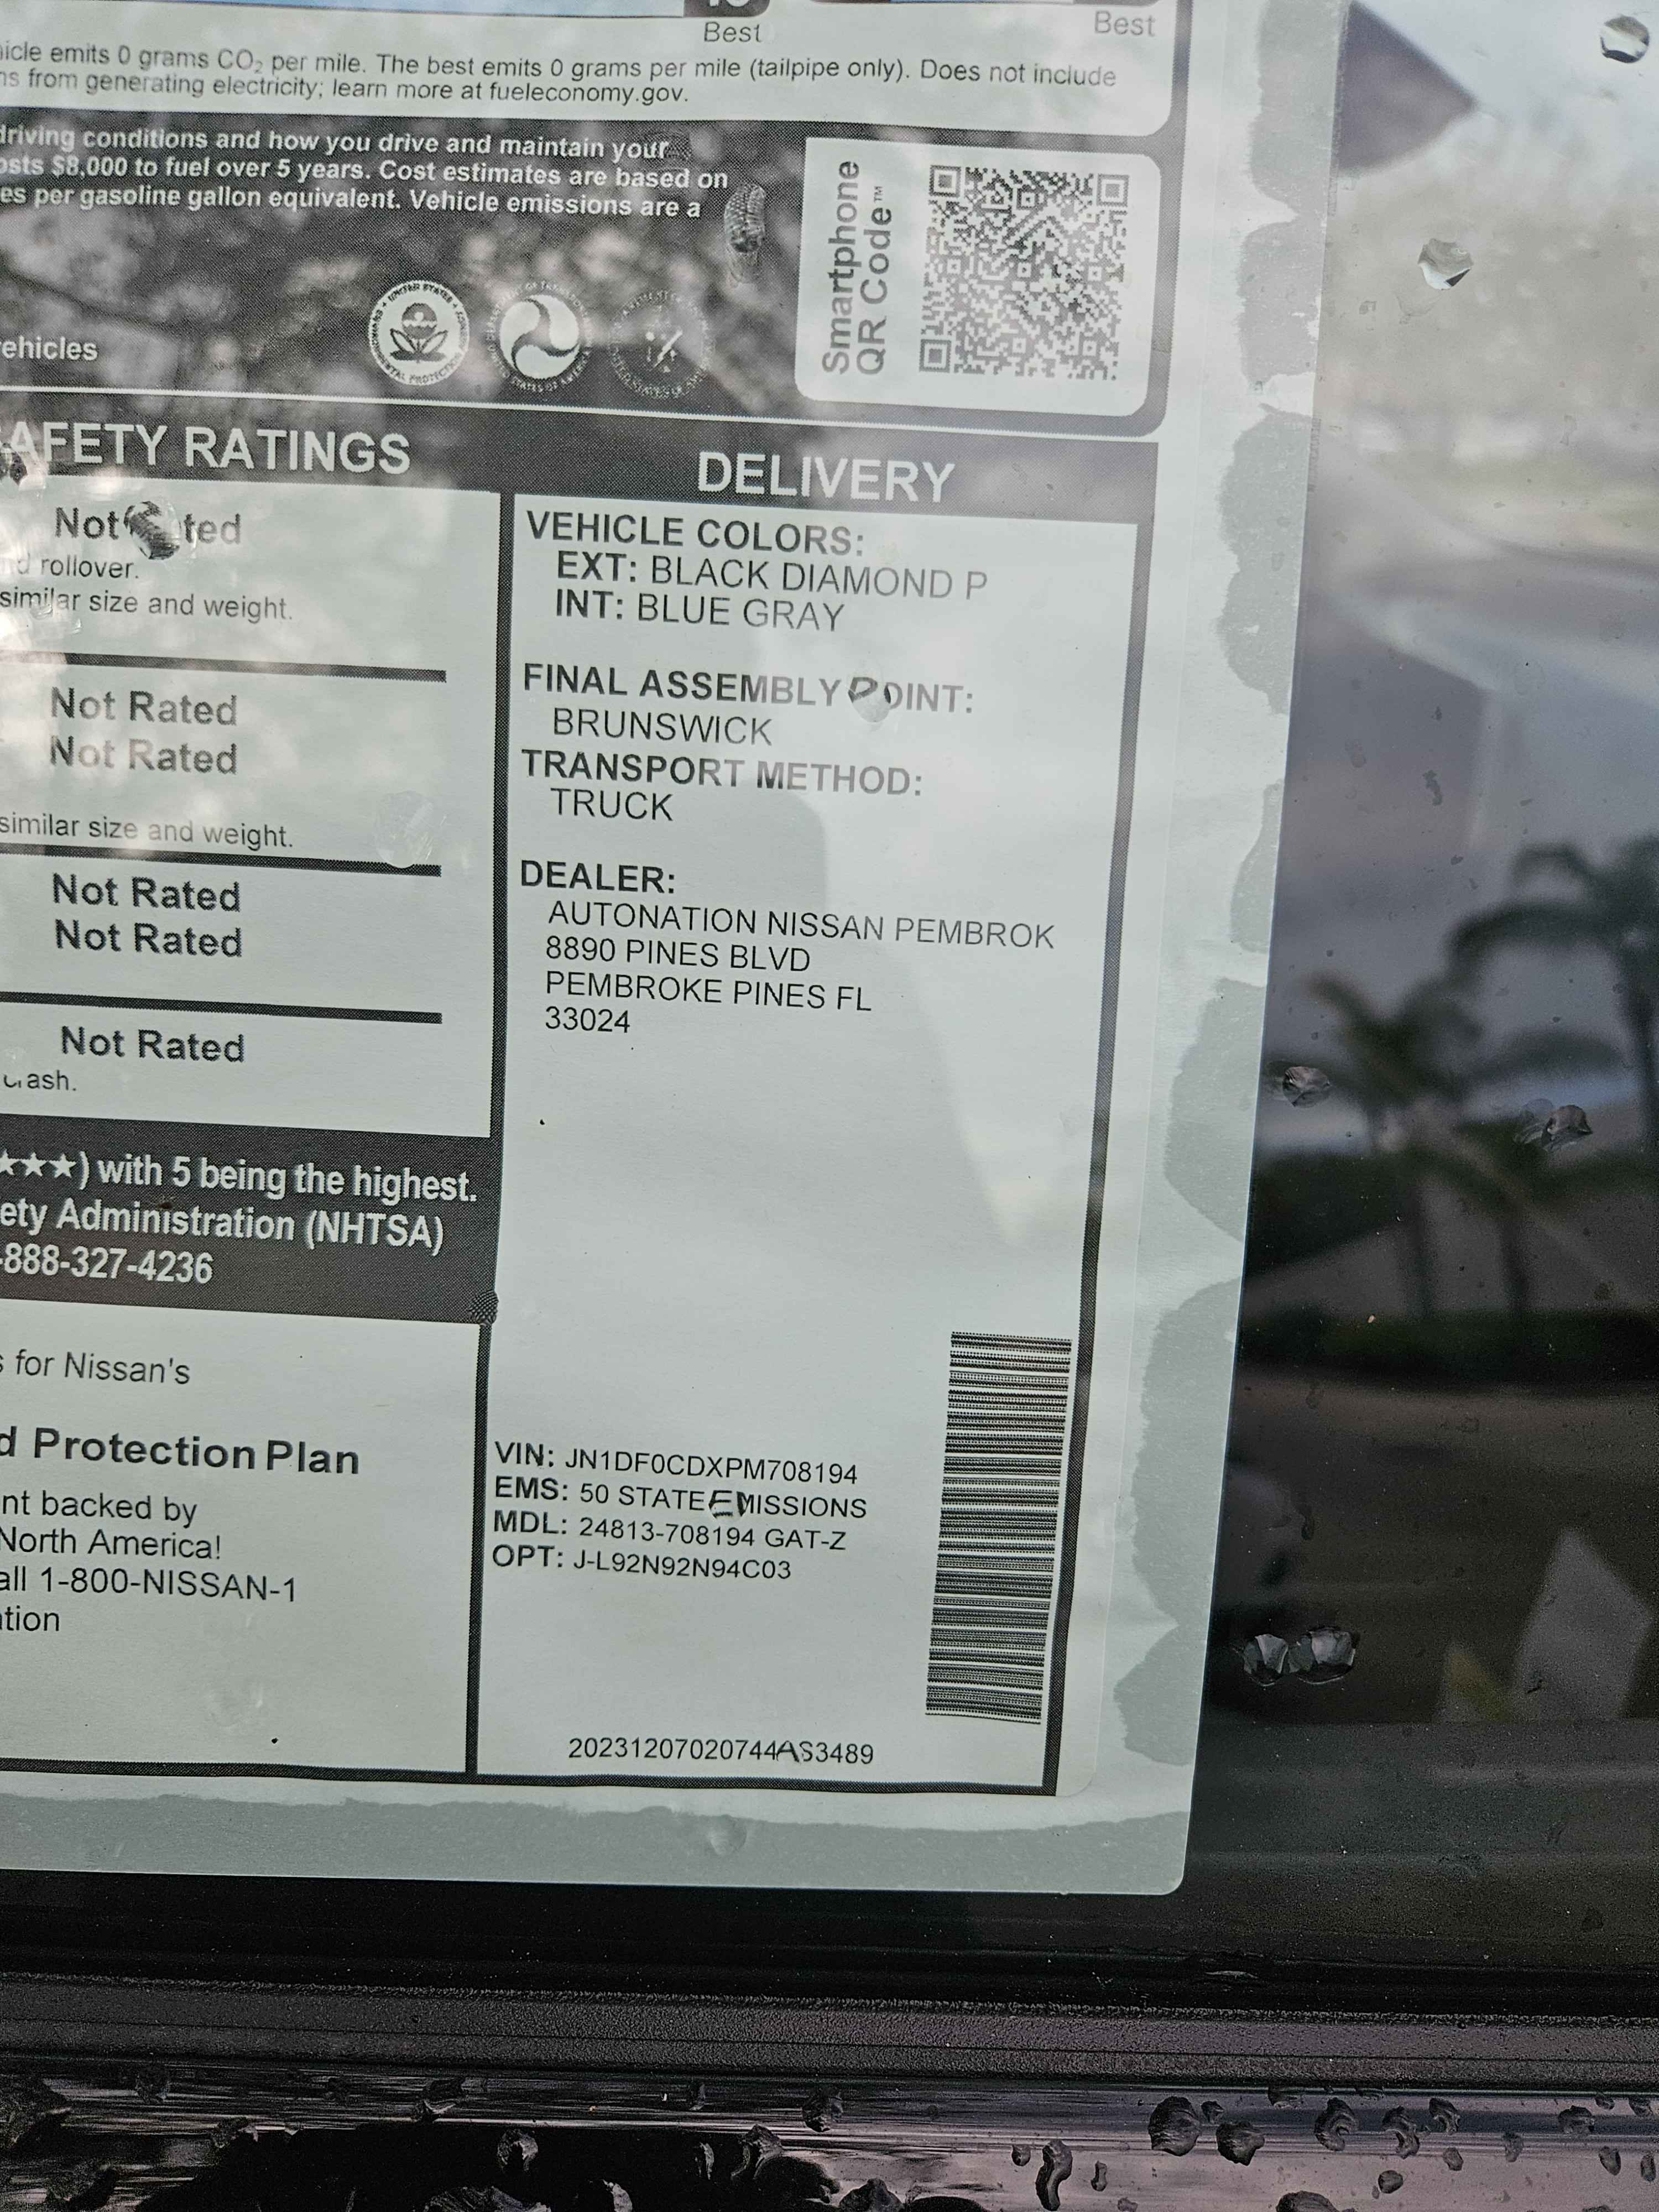 Best
Best
icle emits 0 grams CO₂ per mile. The best emits 0 grams per mile (tailpipe only). Does not include
ns from generating electricity; learn more at fueleconomy.gov.
driving conditions and how you drive and maintain your
osts $8,000 to fuel over 5 years. Cost estimates are based on
es per gasoline gallon equivalent. Vehicle emissions are a
ehicles
Smartphone
QR Code™
AFETY RATINGS
Not ted
d rollover.
similar size and weight.
Not Rated
Not Rated
similar size and weight.
Not Rated
Not Rated
Not Rated
crash.
★★★) with 5 being the highest.
ety Administration (NHTSA)
-888-327-4236
s for Nissan's
d Protection Plan
nt backed by
North America!
all 1-800-NISSAN-1
ation
DELIVERY
VEHICLE COLORS:
EXT: BLACK DIAMOND P
INT: BLUE GRAY
FINAL ASSEMBLY POINT:
BRUNSWICK
TRANSPORT METHOD:
TRUCK
DEALER:
AUTONATION NISSAN PEMBROK
8890 PINES BLVD
PEMBROKE PINES FL
33024
VIN: JN1DF0CDXPM708194
EMS: 50 STATE EMISSIONS
MDL: 24813-708194 GAT-Z
OPT: J-L92N92N94C03
20231207020744AS3489